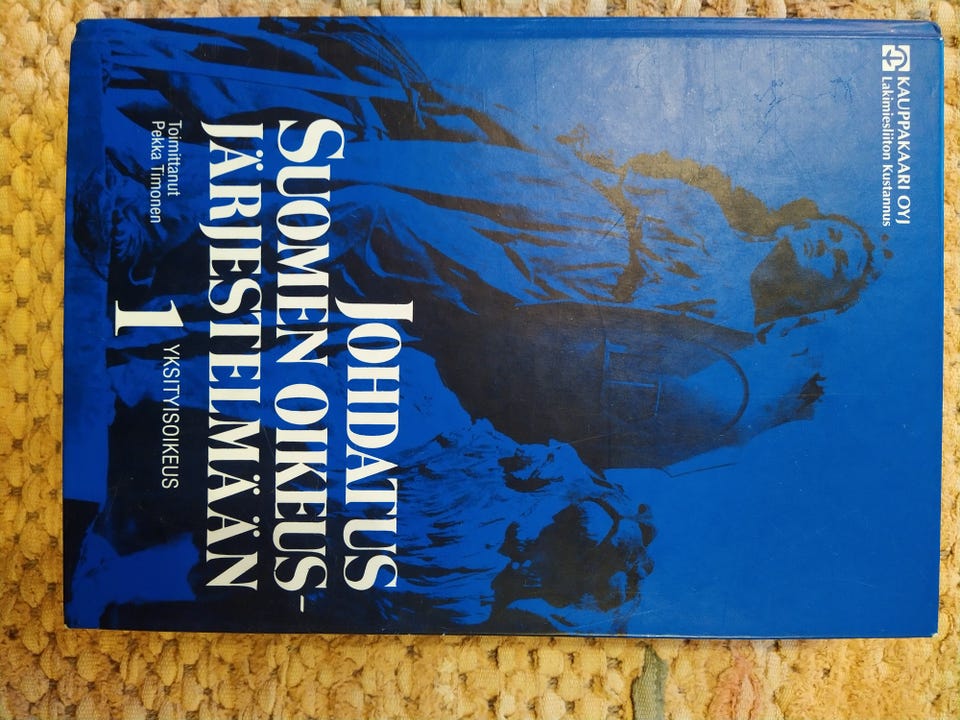 KAUPPAKAARI OYJ
Lakimiesliiton Kustannus
JOHDATUS
SUOMEN OIKEUS-
JÄRJESTELMÄÄN
Toimittanut
Pekka Timonen
1 YKSITYISOIKEUS